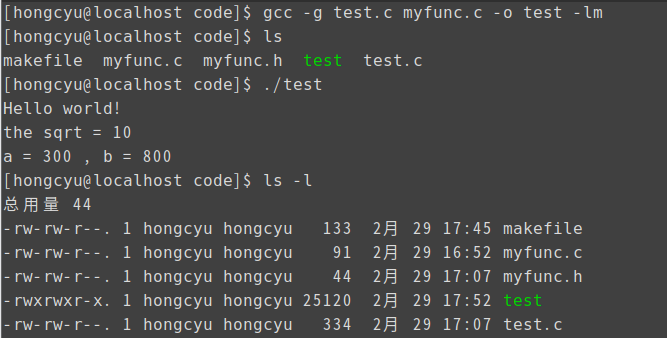 [hongcyu@localhost code]$ gcc -g test.c myfunc.c -o test -lm
[hongcyu@localhost code]$ ls
makefile  myfunc.c  myfunc.h  test  test.c
[hongcyu@localhost code]$ ./test
Hello world!
the sqrt = 10
a = 300 , b = 800
[hongcyu@localhost code]$ ls -l
总用量 44
-rw-rw-r--. 1 hongcyu hongcyu   133  2月 29 17:45 makefile
-rw-rw-r--. 1 hongcyu hongcyu    91  2月 29 16:52 myfunc.c
-rw-rw-r--. 1 hongcyu hongcyu    44  2月 29 17:07 myfunc.h
-rwxrwxr-x. 1 hongcyu hongcyu 25120  2月 29 17:52 test
-rw-rw-r--. 1 hongcyu hongcyu   334  2月 29 17:07 test.c